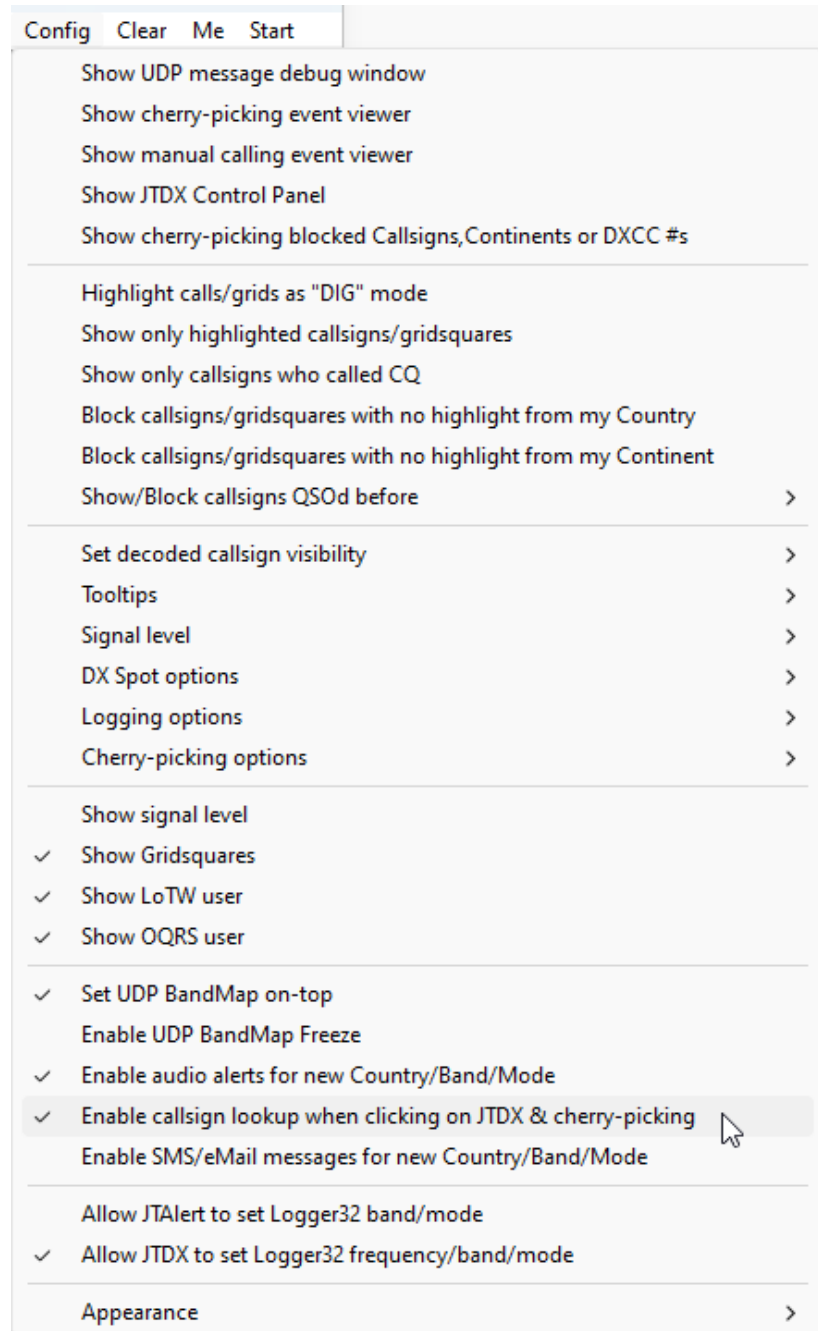 Config Clear Me Start
Show UDP message debug window
Show cherry-picking event viewer
Show manual calling event viewer
Show JTDX Control Panel
Show cherry-picking blocked Callsigns,Continents or DXCC #s
Highlight calls/grids as "DIG" mode
Show only highlighted callsigns/gridsquares
Show only callsigns who called CQ
Block callsigns/gridsquares with no highlight from my Country
Block callsigns/gridsquares with no highlight from my Continent
Show/Block callsigns QSOd before
Set decoded callsign visibility
Tooltips
Signal level
DX Spot options
Logging options
Cherry-picking options
Show signal level
Show Gridsquares
Show LoTW user
Show OQRS user
Set UDP BandMap on-top
Enable UDP BandMap Freeze
Enable audio alerts for new Country/Band/Mode
Enable callsign lookup when clicking on JTDX & cherry-picking
Enable SMS/eMail messages for new Country/Band/Mode
Allow JTAlert to set Logger32 band/mode
Allow JTDX to set Logger32 frequency/band/mode
Appearance